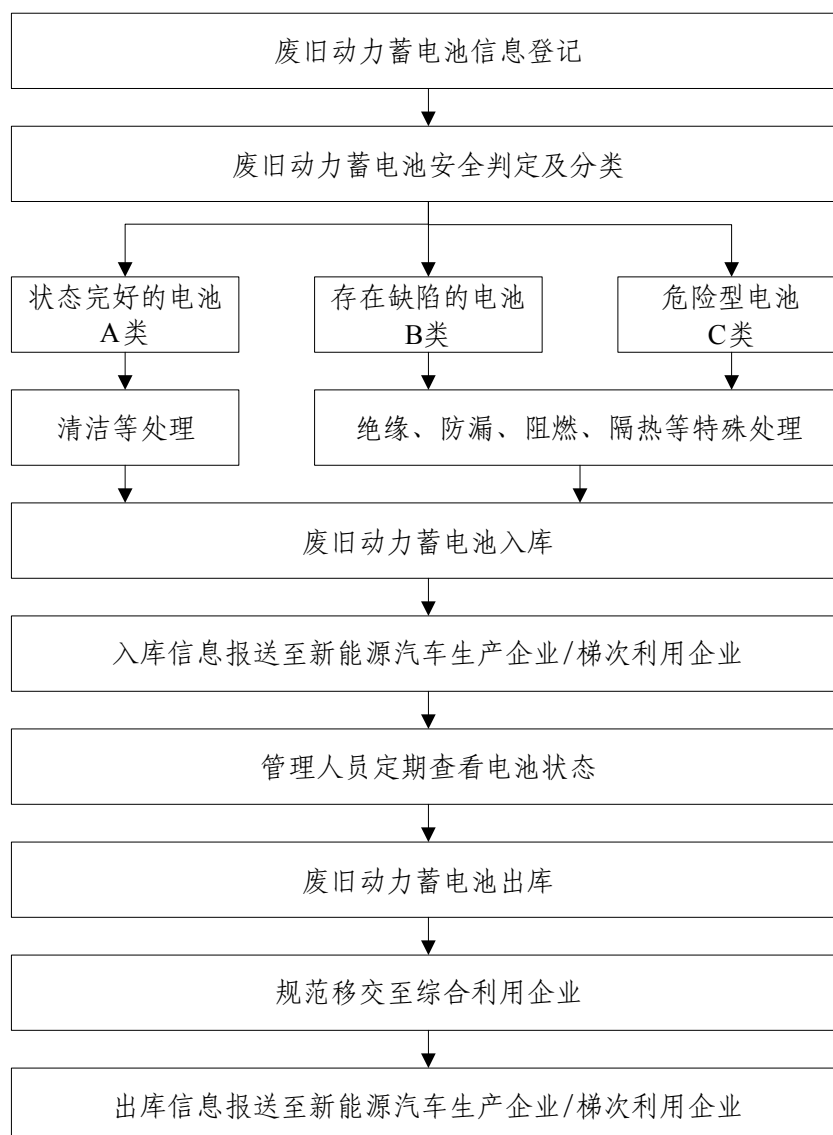 废旧动力蓄电池信息登记
废旧动力蓄电池安全判定及分类
状态完好的电池
A类
存在缺陷的电池
B类
危险型电池
C类
清洁等处理
绝缘、防漏、阻燃、隔热等特殊处理
废旧动力蓄电池入库
入库信息报送至新能源汽车生产企业/梯次利用企业
管理人员定期查看电池状态
废旧动力蓄电池出库
规范移交至综合利用企业
出库信息报送至新能源汽车生产企业/梯次利用企业